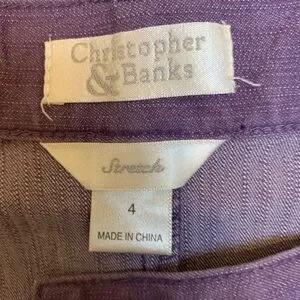 Christopher
& Banks
Stretch
4
MADE IN CHINA